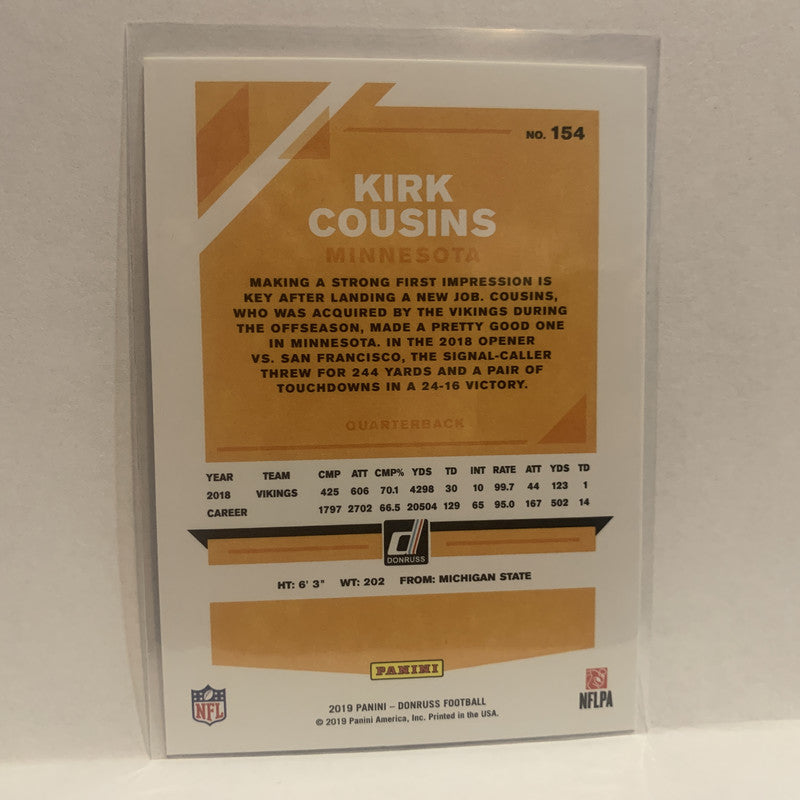 NO. 154
KIRK
COUSINS
MINNESOTA
MAKING A STRONG FIRST IMPRESSION IS
KEY AFTER LANDING A NEW JOB. COUSINS,
WHO WAS ACQUIRED BY THE VIKINGS DURING
THE OFFSEASON, MADE A PRETTY GOOD ONE
IN MINNESOTA. IN THE 2018 OPENER
VS. SAN FRANCISCO, THE SIGNAL-CALLER
THREW FOR 244 YARDS AND A PAIR OF
TOUCHDOWNS IN A 24-16 VICTORY.
QUARTERBACK
YEAR TEAM CMP ATT CMP% YDS TD INT RATE ATT YDS TD
2018 VIKINGS 425 606 70.1 4298 30 10 99.7 44 123 1
CAREER 1797 2702 66.5 20504 129 65 95.0 167 502 14
d
DONRUSS
HT: 6' 3" WT: 202 FROM: MICHIGAN STATE
PANINI
NFL
NFLPA
2019 PANINI – DONRUSS FOOTBALL
© 2019 Panini America, Inc. Printed in the USA.